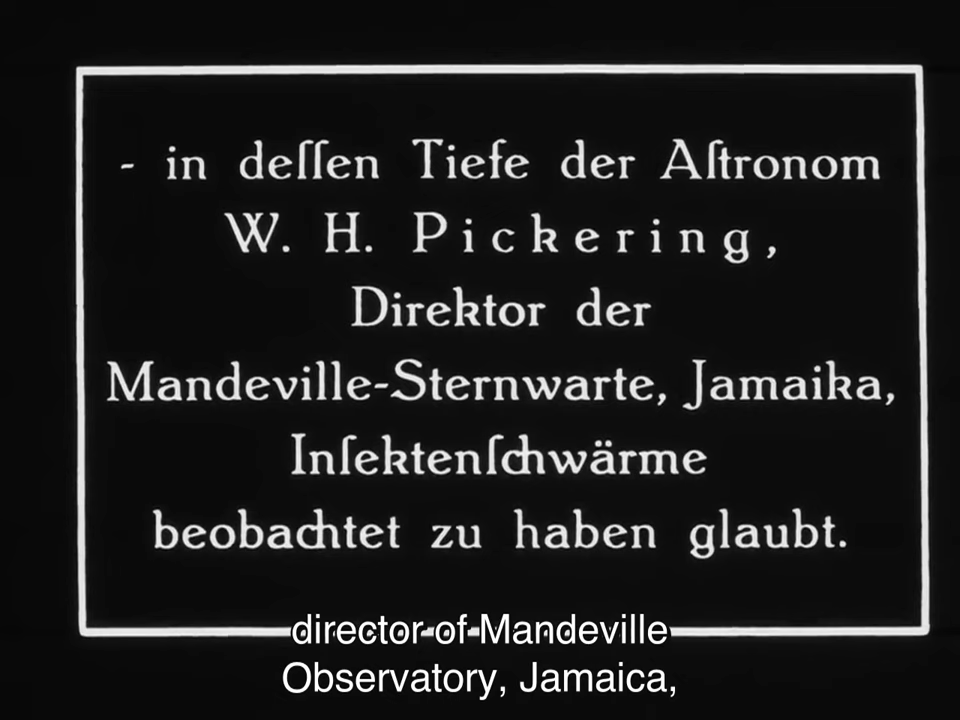 - in deſſen Tiefe der Aſtronom
W. H. Pickering,
Direktor der
Mandeville-Sternwarte, Jamaika,
Inſektenſchwärme
beobachtet zu haben glaubt.
director of Mandeville
Observatory, Jamaica,